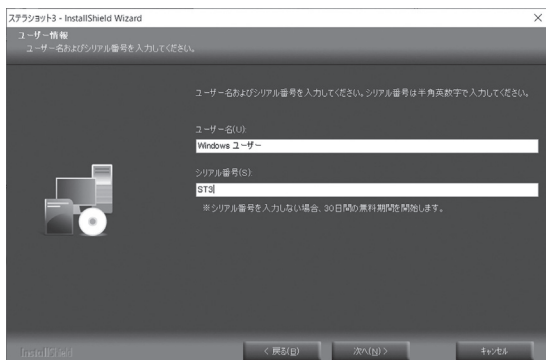 ステラショット3 - InstallShield Wizard
ユーザー情報
ユーザー名およびシリアル番号を入力してください。
ユーザー名およびシリアル番号を入力してください。シリアル番号は半角英数字で入力してください。
ユーザー名(U):
Windows ユーザー
シリアル番号(S):
ST3
※シリアル番号を入力しない場合、30日間の無料期間を開始します。
InstallShield
< 戻る(B)
次へ(N) >
キャンセル